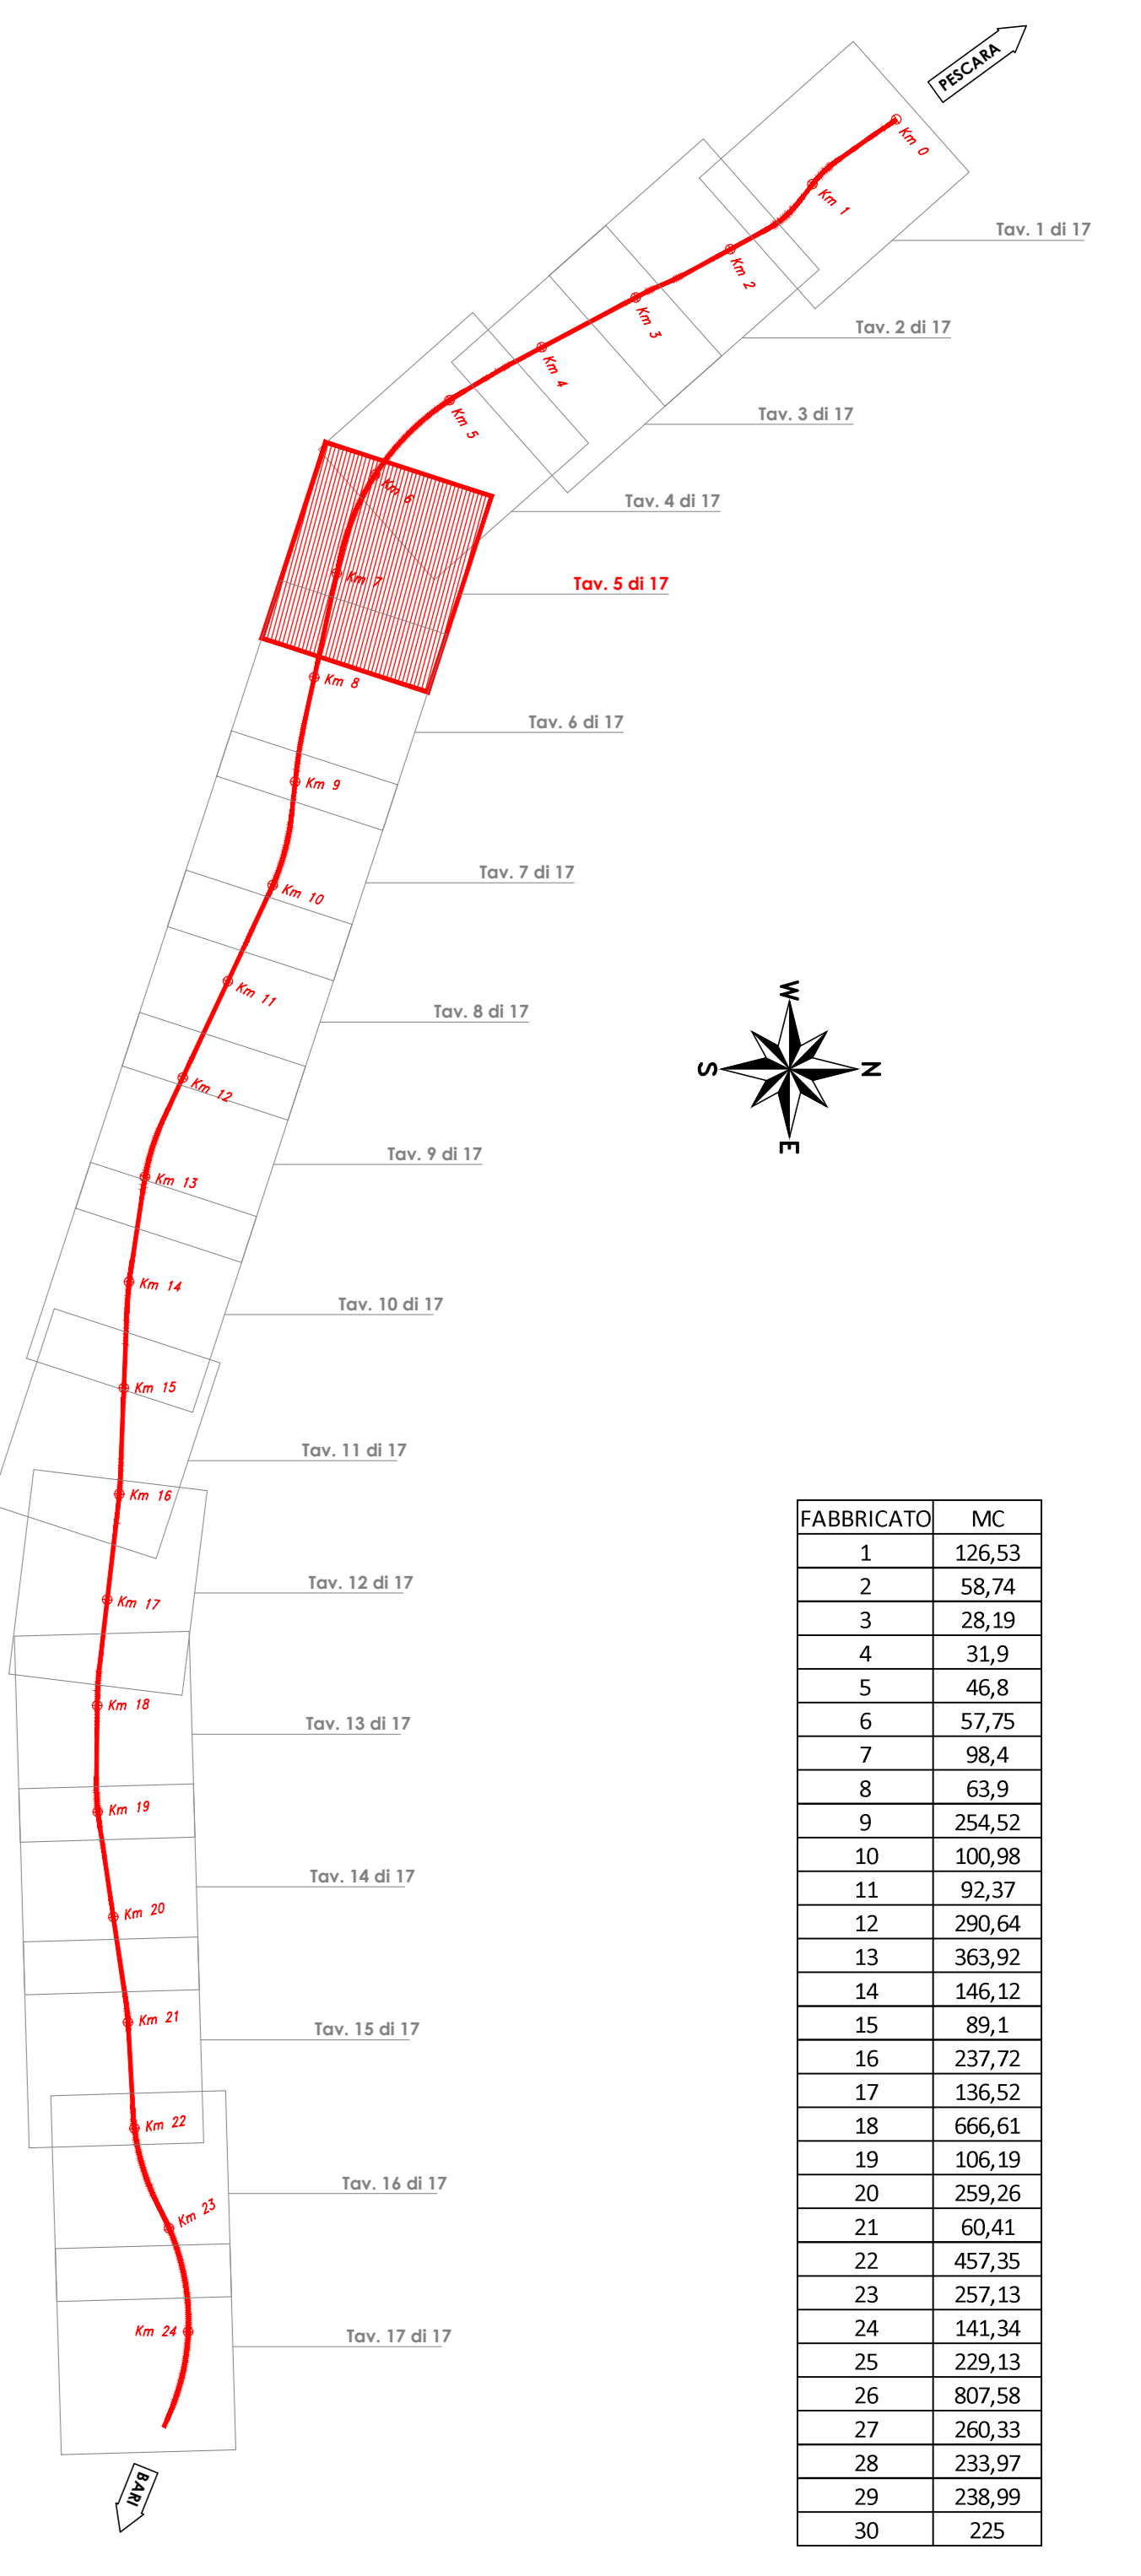 PESCARA
Km 0
Km 1
Tav. 1 di 17
Km 2
Km 3
Tav. 2 di 17
Km 4
Tav. 3 di 17
Km 5
Km 6
Tav. 4 di 17
Km 7
Tav. 5 di 17
Km 8
Tav. 6 di 17
Km 9
Tav. 7 di 17
Km 10
Km 11
Tav. 8 di 17
W
S
N
E
Km 12
Tav. 9 di 17
Km 13
Km 14
Tav. 10 di 17
Km 15
Tav. 11 di 17
Km 16
Tav. 12 di 17
Km 17
Km 18
Tav. 13 di 17
Km 19
Tav. 14 di 17
Km 20
Km 21
Tav. 15 di 17
Km 22
Tav. 16 di 17
Km 23
Km 24
Tav. 17 di 17
BARI
FABBRICATO MC
1 126,53
2 58,74
3 28,19
4 31,9
5 46,8
6 57,75
7 98,4
8 63,9
9 254,52
10 100,98
11 92,37
12 290,64
13 363,92
14 146,12
15 89,1
16 237,72
17 136,52
18 666,61
19 106,19
20 259,26
21 60,41
22 457,35
23 257,13
24 141,34
25 229,13
26 807,58
27 260,33
28 233,97
29 238,99
30 225